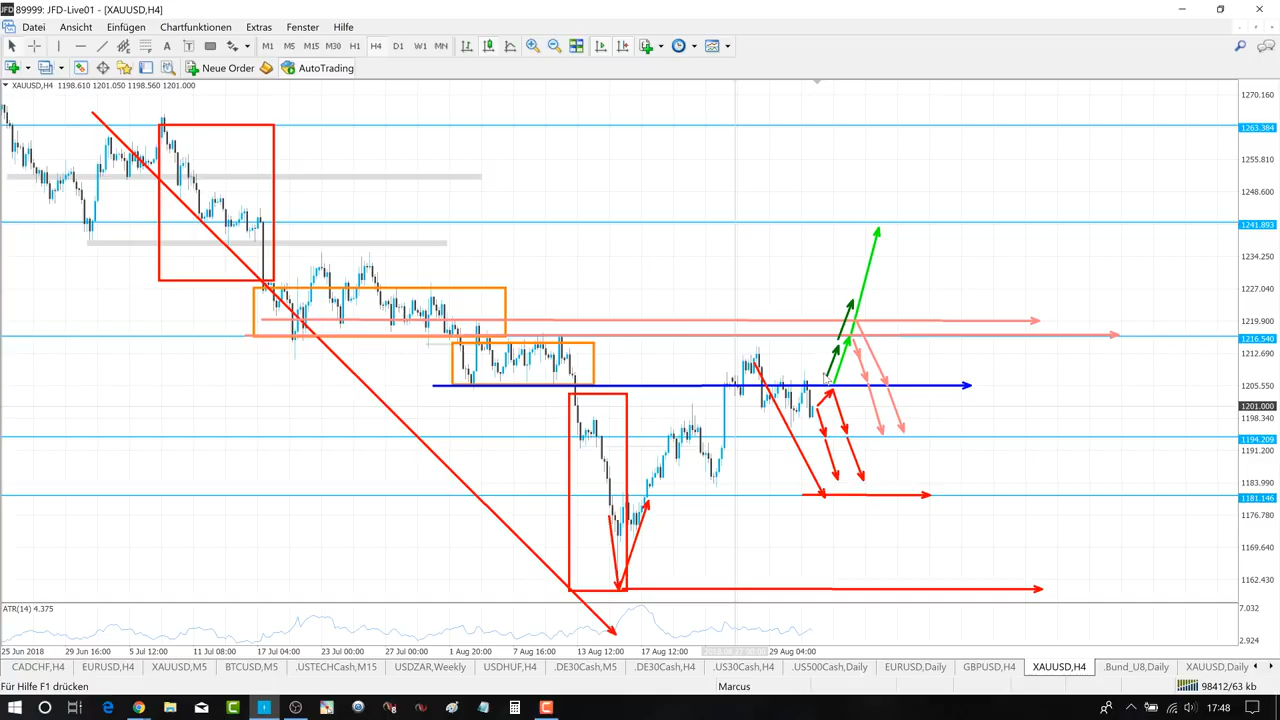 89999: JFD-Live01 - [XAUUSD,H4]
Datei Ansicht Einfügen Chartfunktionen Extras Fenster Hilfe
A T M1 M5 M15 M30 H1 H4 D1 W1 MN
Neue Order AutoTrading
XAUUSD,H4 1198.610 1201.050 1198.560 1201.000
1270.160
1263.384
1255.810
1248.600
1241.893
1234.250
1227.040
1219.900
1216.540
1212.690
1205.550
1201.000
1198.340
1194.209
1191.200
1183.990
1181.146
1176.780
1169.640
1162.430
ATR(14) 4.375
7.032
2.924
25 Jun 2018 29 Jun 16:00 5 Jul 12:00 11 Jul 08:00 17 Jul 04:00 23 Jul 00:00 27 Jul 00:00 1 Aug 20:00 7 Aug 16:00 13 Aug 12:00 17 Aug 12:00 29 Aug 04:00
CADCHF,H4 EURUSD,H4 XAUUSD,M5 BTCUSD,M5 .USTECHCash,M15 USDZAR,Weekly USDHUF,H4 .DE30Cash,M5 .DE30Cash,H4 .US30Cash,H4 .US500Cash,Daily EURUSD,Daily GBPUSD,H4 XAUUSD,H4 .Bund_U8,Daily XAUUSD,Daily
Für Hilfe F1 drücken Marcus 98412/63 kb
17:48